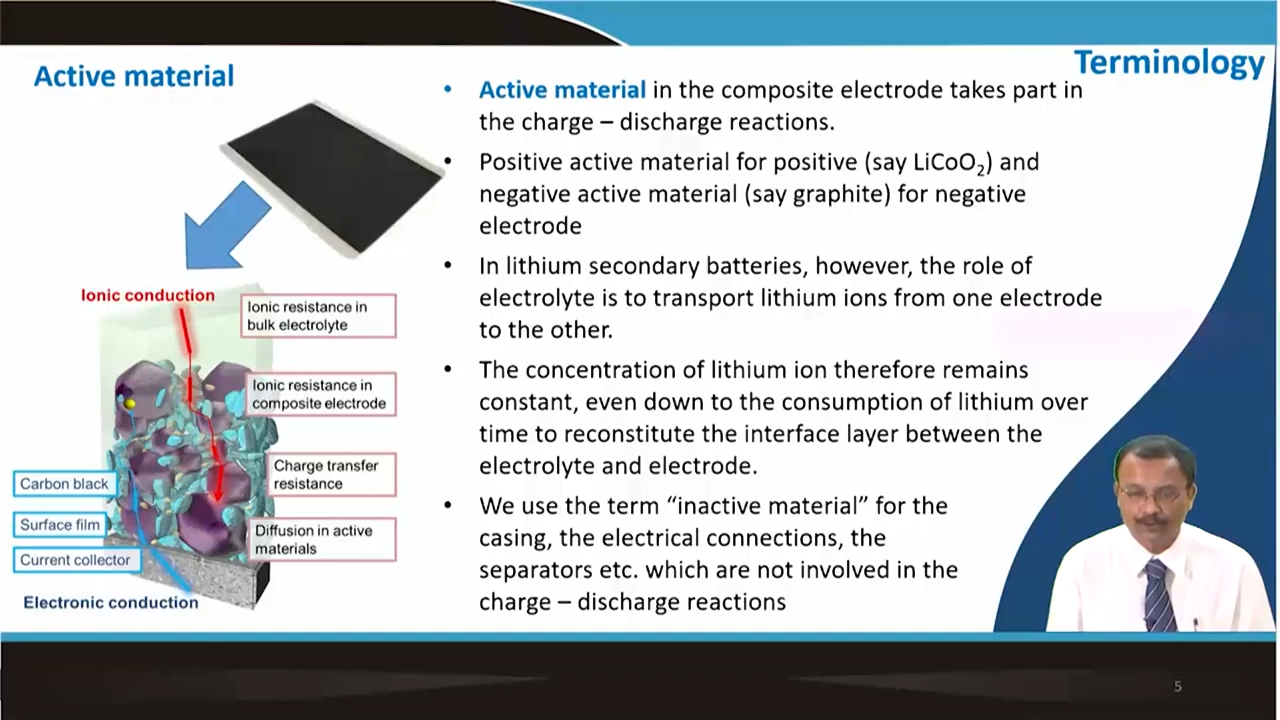 Terminology
Active material
• Active material in the composite electrode takes part in
the charge – discharge reactions.
• Positive active material for positive (say LiCoO₂) and
negative active material (say graphite) for negative
electrode
• In lithium secondary batteries, however, the role of
electrolyte is to transport lithium ions from one electrode
to the other.
• The concentration of lithium ion therefore remains
constant, even down to the consumption of lithium over
time to reconstitute the interface layer between the
electrolyte and electrode.
• We use the term “inactive material” for the
casing, the electrical connections, the
separators etc. which are not involved in the
charge – discharge reactions
Ionic conduction
Ionic resistance in
bulk electrolyte
Ionic resistance in
composite electrode
Charge transfer
resistance
Diffusion in active
materials
Carbon black
Surface film
Current collector
Electronic conduction
5